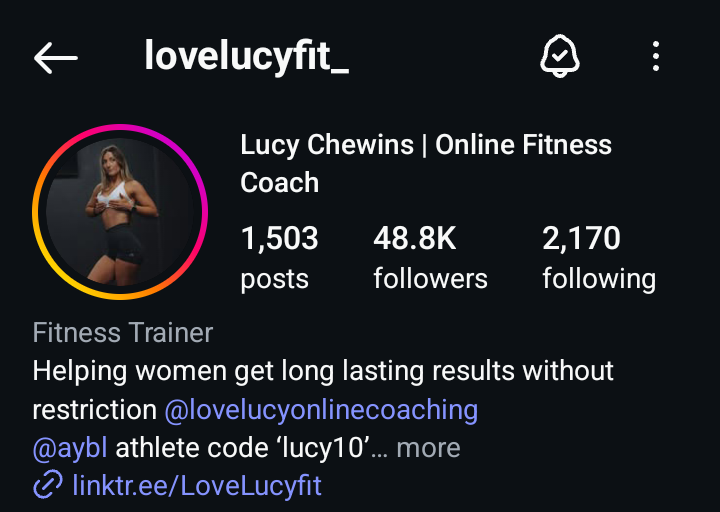 lovelucyfit_
Lucy Chewins | Online Fitness
Coach
1,503 48.8K 2,170
posts followers following
Fitness Trainer
Helping women get long lasting results without
restriction @lovelucyonlinecoaching
@aybl athlete code ‘lucy10’... more
linktr.ee/LoveLucyfit